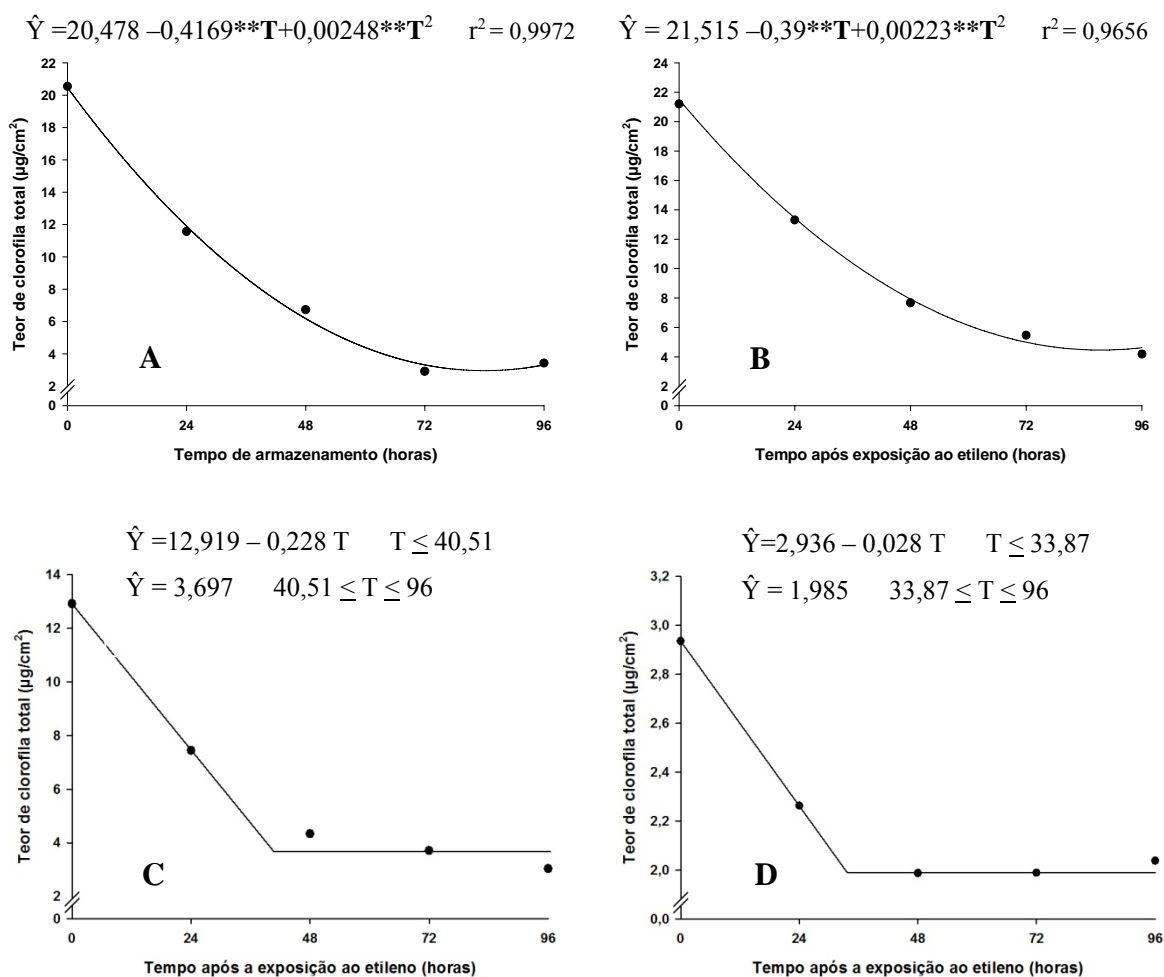 Ŷ =20,478 –0,4169**T+0,00248**T² r² = 0,9972
22
20
18
16
14
12
10
8
6
4
2
0
Teor de clorofila total (µg/cm²)
A
0 24 48 72 96
Tempo de armazenamento (horas)
Ŷ = 21,515 –0,39**T+0,00223**T² r² = 0,9656
24
22
20
18
16
14
12
10
8
6
4
2
0
Teor de clorofila total (µg/cm²)
B
0 24 48 72 96
Tempo após exposição ao etileno (horas)
Ŷ =12,919 – 0,228 T T ≤ 40,51
Ŷ = 3,697 40,51 ≤ T ≤ 96
14
12
10
8
6
4
2
0
Teor de clorofila total (µg/cm²)
C
0 24 48 72 96
Tempo após a exposição ao etileno (horas)
Ŷ=2,936 – 0,028 T T ≤ 33,87
Ŷ = 1,985 33,87 ≤ T ≤ 96
3,2
3,0
2,8
2,6
2,4
2,2
2,0
0,0
Teor de clorofila total (µg/cm²)
D
0 24 48 72 96
Tempo após a exposição ao etileno (horas)